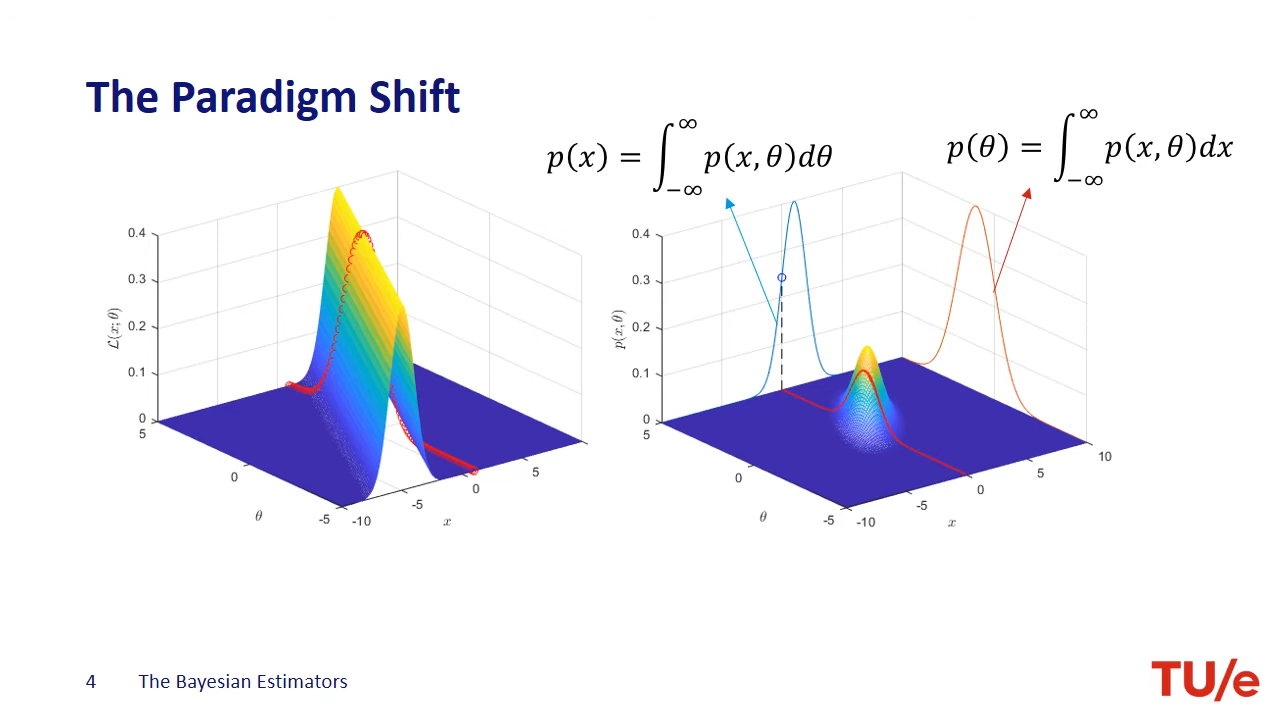 The Paradigm Shift
p(x) = ∫_{-∞}^{∞} p(x, θ)dθ
p(θ) = ∫_{-∞}^{∞} p(x, θ)dx
0.4
0.3
0.2
0.1
0
ℒ(x; θ)
5
0
-5
θ
-10
-5
0
5
x
0.4
0.3
0.2
0.1
0
p(x, θ)
5
0
-5
θ
-10
-5
0
5
10
x
4
The Bayesian Estimators
TU/e